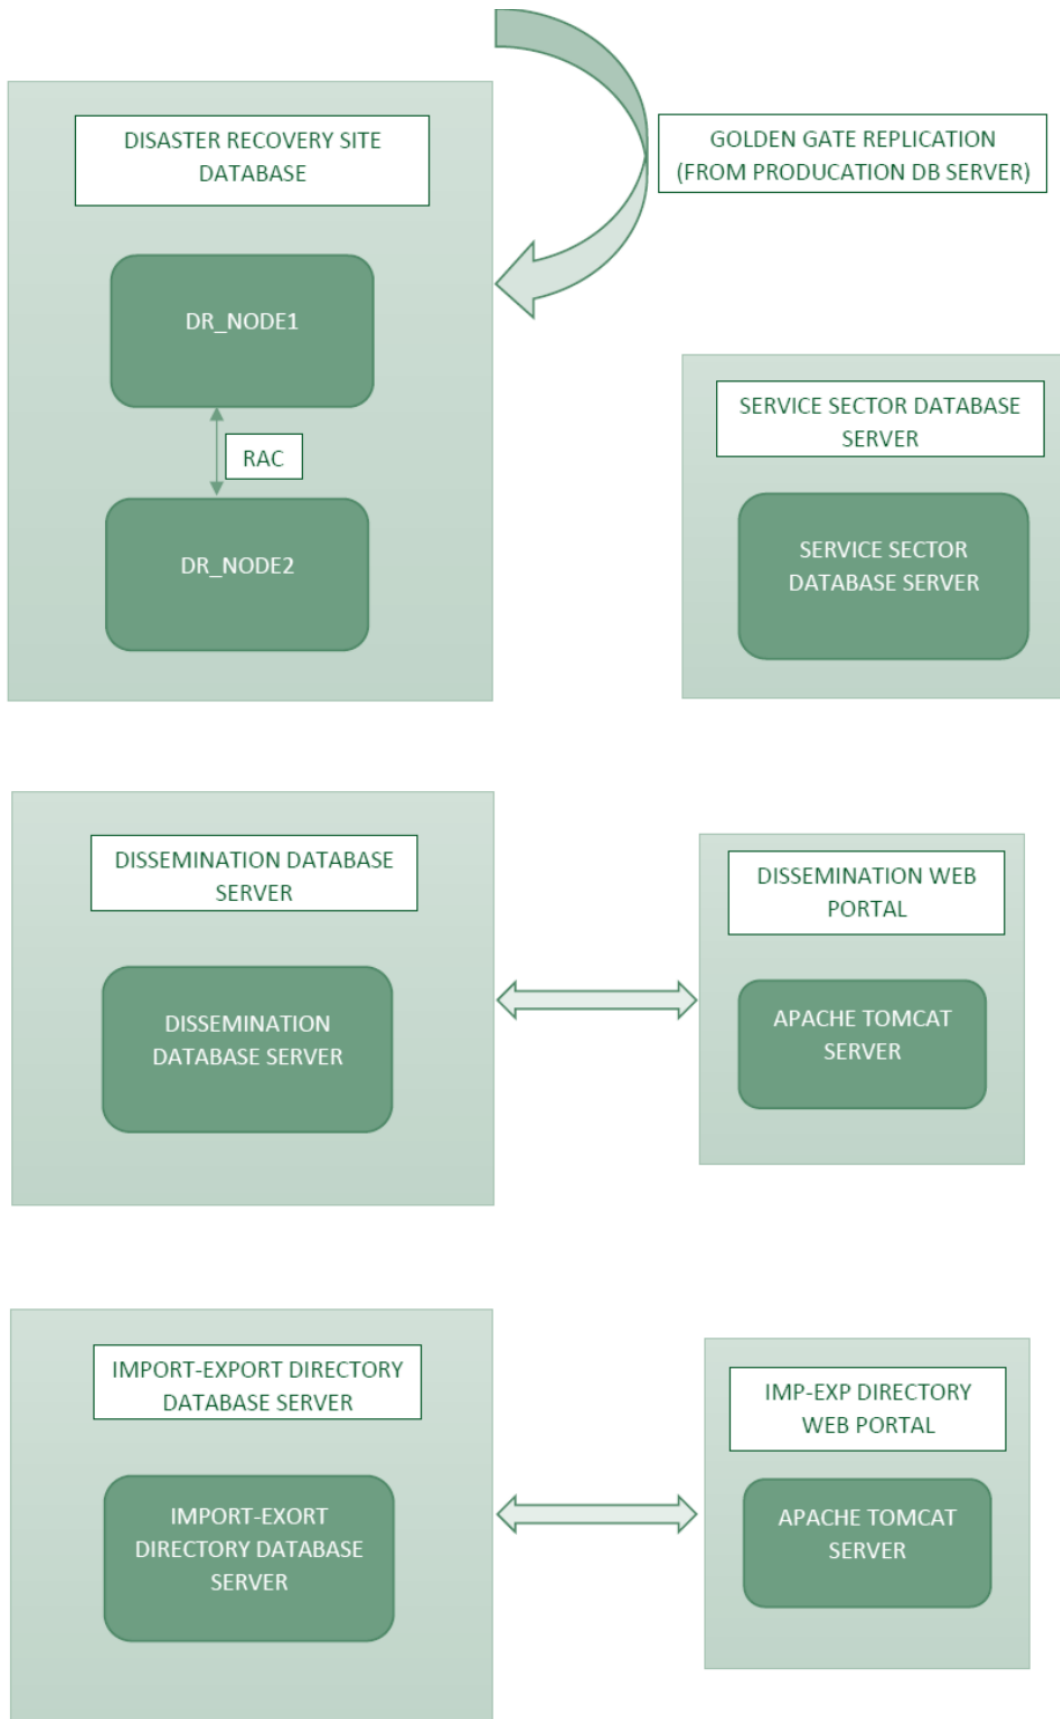 DISASTER RECOVERY SITE
DATABASE
GOLDEN GATE REPLICATION
(FROM PRODUCATION DB SERVER)
DR_NODE1
RAC
DR_NODE2
SERVICE SECTOR DATABASE
SERVER
SERVICE SECTOR
DATABASE SERVER
DISSEMINATION DATABASE
SERVER
DISSEMINATION
DATABASE SERVER
DISSEMINATION WEB
PORTAL
APACHE TOMCAT
SERVER
IMPORT-EXPORT DIRECTORY
DATABASE SERVER
IMPORT-EXORT
DIRECTORY DATABASE
SERVER
IMP-EXP DIRECTORY
WEB PORTAL
APACHE TOMCAT
SERVER